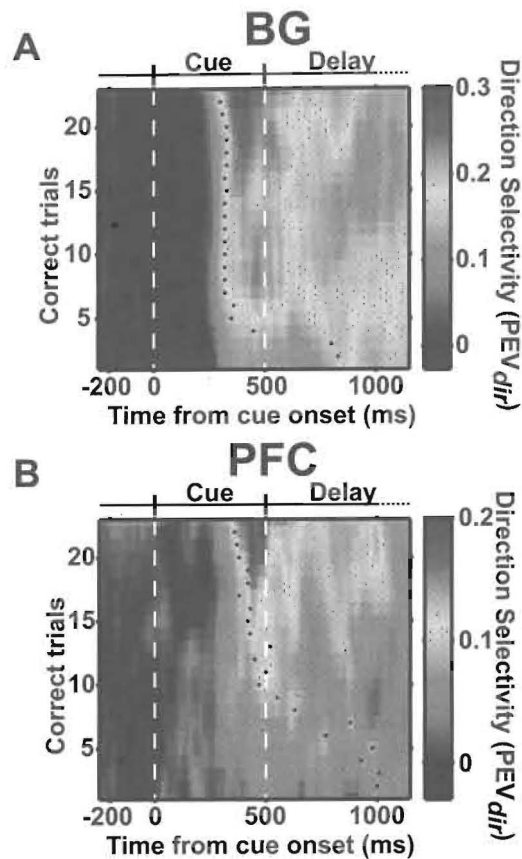 BG
A
Cue Delay
20
15
10
5
Correct trials
-200 0 500 1000
Time from cue onset (ms)
0.3
0.2
0.1
0
Direction Selectivity (PEVdir)
PFC
B
Cue Delay
20
15
10
5
Correct trials
-200 0 500 1000
Time from cue onset (ms)
0.2
0.1
0
Direction Selectivity (PEVdir)